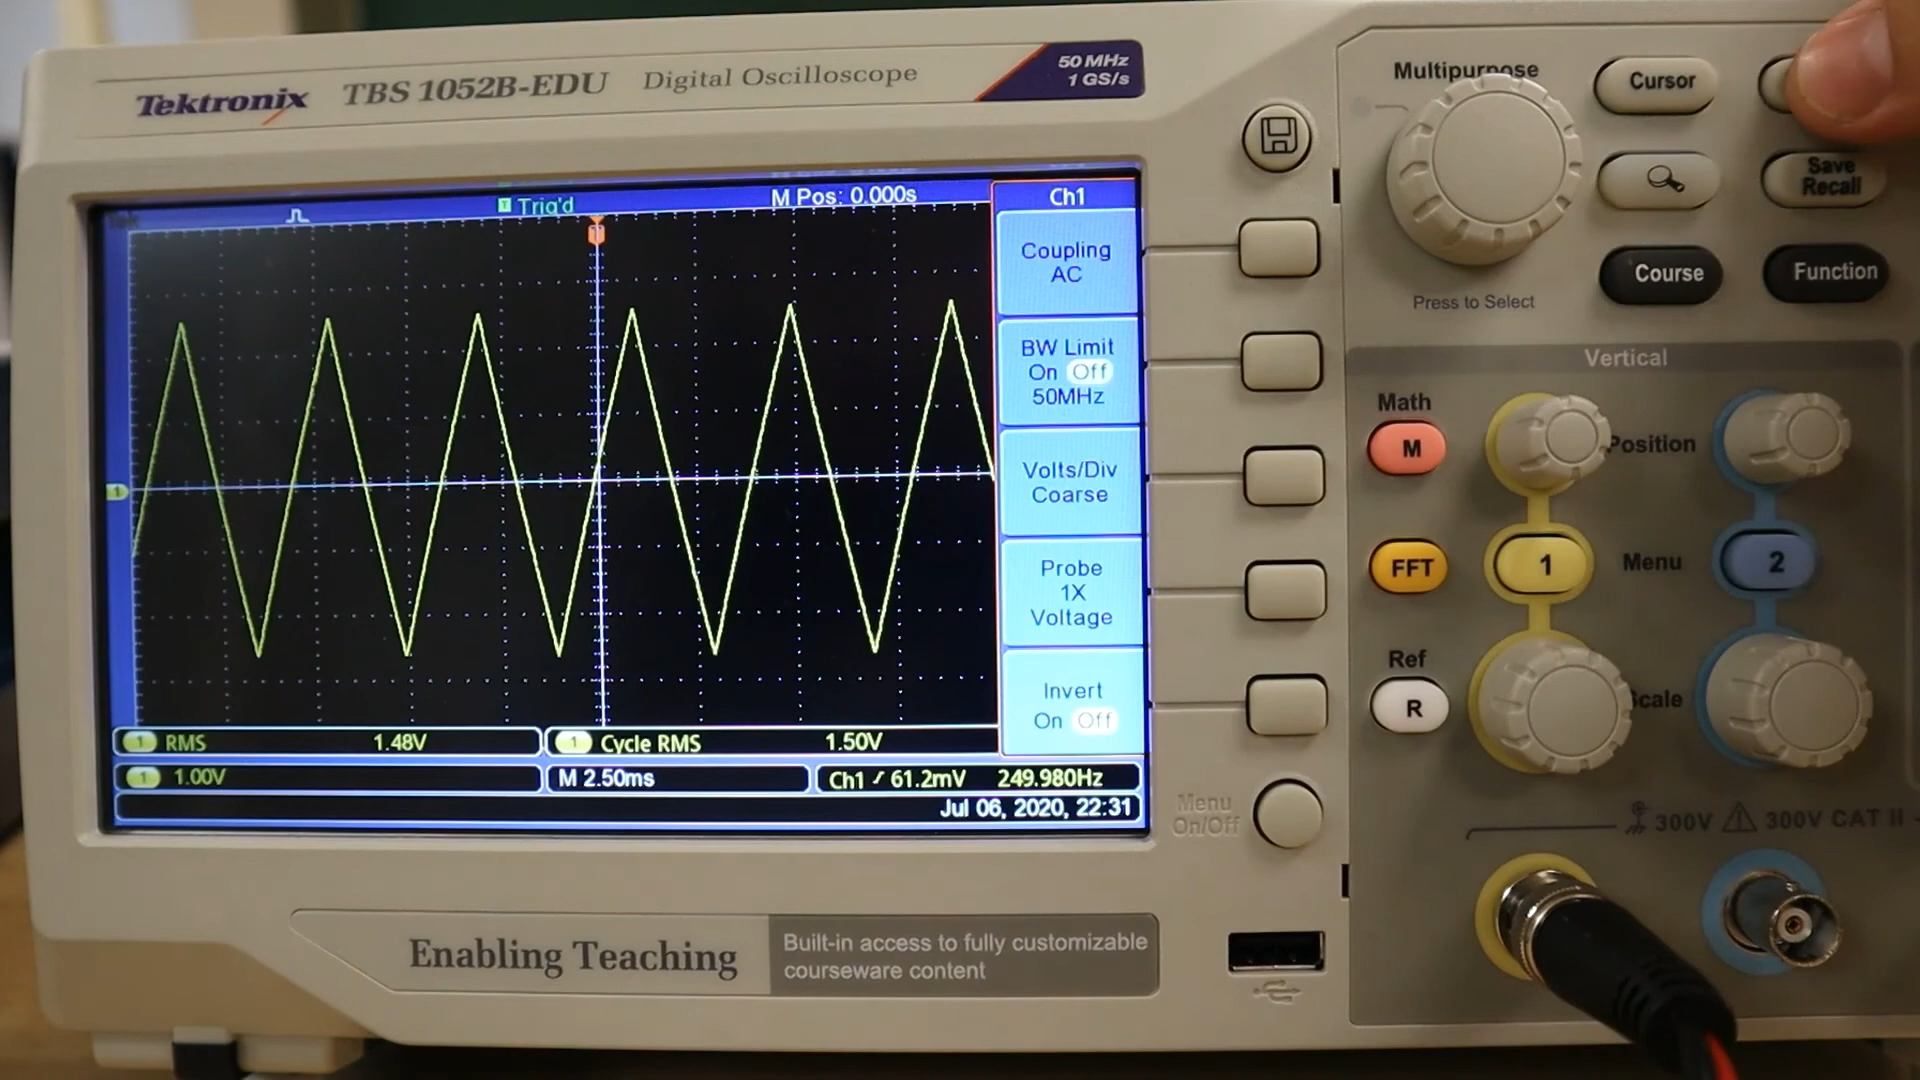 Tektronix TBS 1052B-EDU Digital Oscilloscope 50 MHz
1 GS/s
T Trig'd M Pos: 0.000s
T
1
Ch1
Coupling
AC
BW Limit
On Off
50MHz
Volts/Div
Coarse
Probe
1X
Voltage
Invert
On Off
1 RMS 1.48V 1 Cycle RMS 1.50V
1 1.00V M 2.50ms Ch1 61.2mV 249.980Hz
Jul 06, 2020, 22:31
Enabling Teaching
Built-in access to fully customizable
courseware content
Menu
On/Off
Multipurpose
Press to Select
Cursor
Save
Recall
Course Function
Vertical
Math
M
Position
FFT
1 Menu 2
Ref
R
Scale
300V 300V CAT II